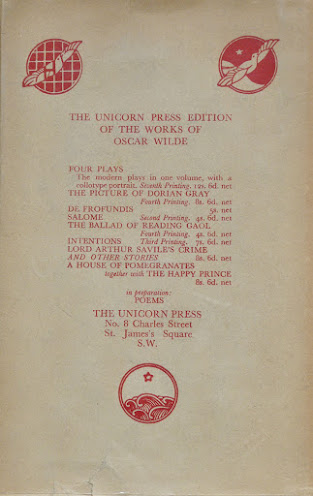 THE UNICORN PRESS EDITION
OF THE WORKS OF
OSCAR WILDE
FOUR PLAYS
The modern plays in one volume, with a
collotype portrait. Seventh Printing. 12s. 6d. net
THE PICTURE OF DORIAN GRAY
Fourth Printing. 8s. 6d. net
DE PROFUNDIS 5s. net
SALOME Second Printing. 4s. 6d. net
THE BALLAD OF READING GAOL
Fourth Printing. 4s. 6d. net
INTENTIONS Third Printing. 7s. 6d. net
LORD ARTHUR SAVILE'S CRIME
AND OTHER STORIES 8s. 6d. net
A HOUSE OF POMEGRANATES
together with THE HAPPY PRINCE
8s. 6d. net
in preparation:
POEMS
THE UNICORN PRESS
No. 8 Charles Street
St. James's Square
S.W.